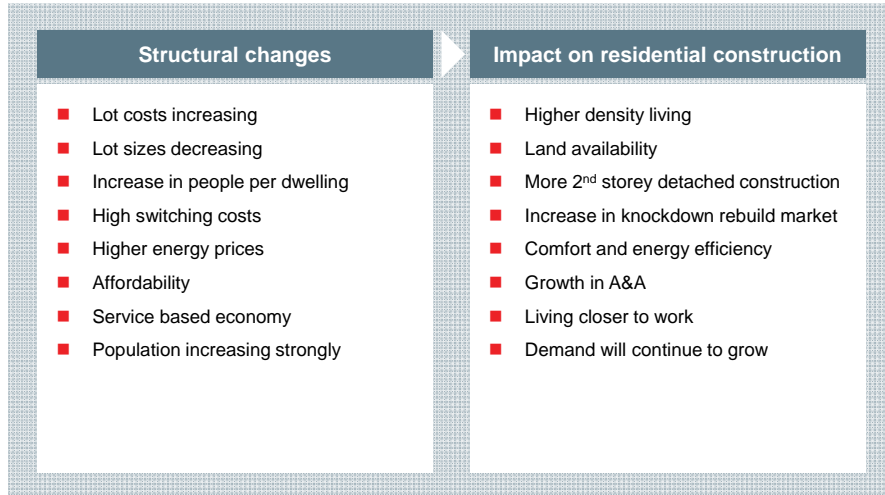 Structural changes
Lot costs increasing
Lot sizes decreasing
Increase in people per dwelling
High switching costs
Higher energy prices
Affordability
Service based economy
Population increasing strongly
Impact on residential construction
Higher density living
Land availability
More 2nd storey detached construction
Increase in knockdown rebuild market
Comfort and energy efficiency
Growth in A&A
Living closer to work
Demand will continue to grow